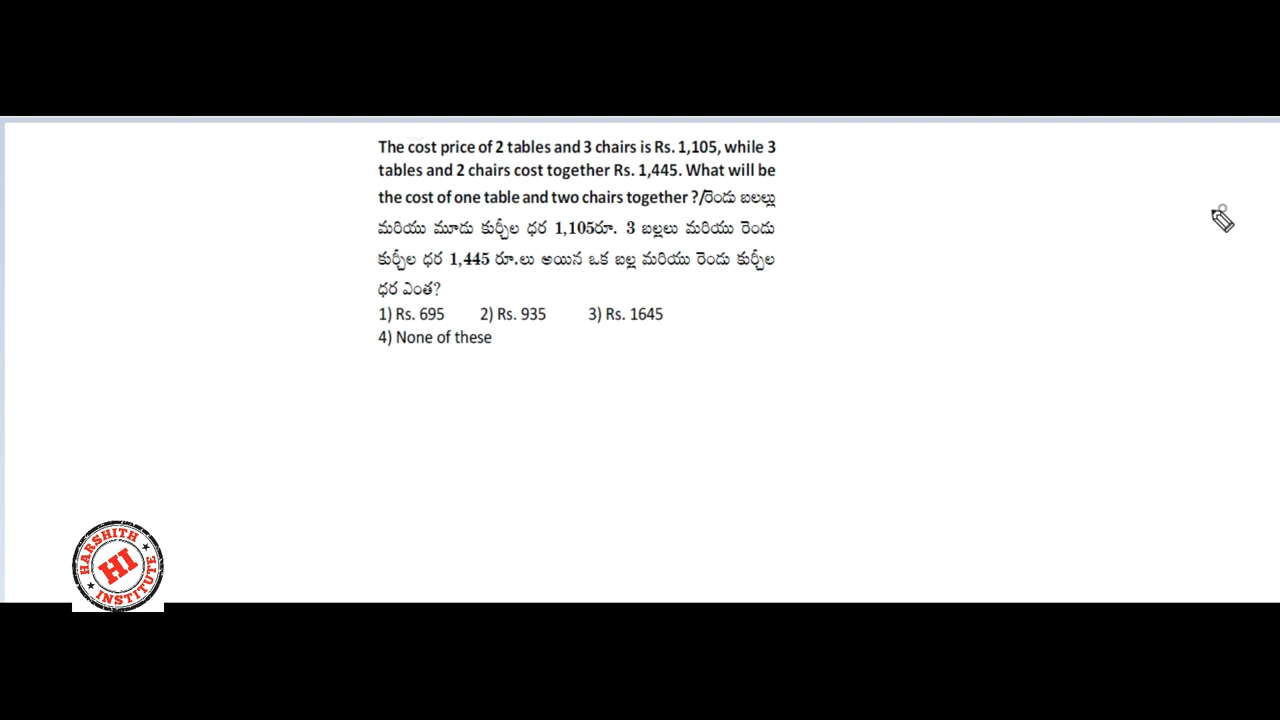 The cost price of 2 tables and 3 chairs is Rs. 1,105, while 3
tables and 2 chairs cost together Rs. 1,445. What will be
the cost of one table and two chairs together ?/రెండు బలల్లు
మరియు మూడు కుర్చీల ధర 1,105రూ. 3 బల్లలు మరియు రెండు
కుర్చీల ధర 1,445 రూ.లు అయిన ఒక బల్ల మరియు రెండు కుర్చీల
ధర ఎంత?
1) Rs. 695 2) Rs. 935 3) Rs. 1645
4) None of these
HARSHITH
HI
INSTITUTE